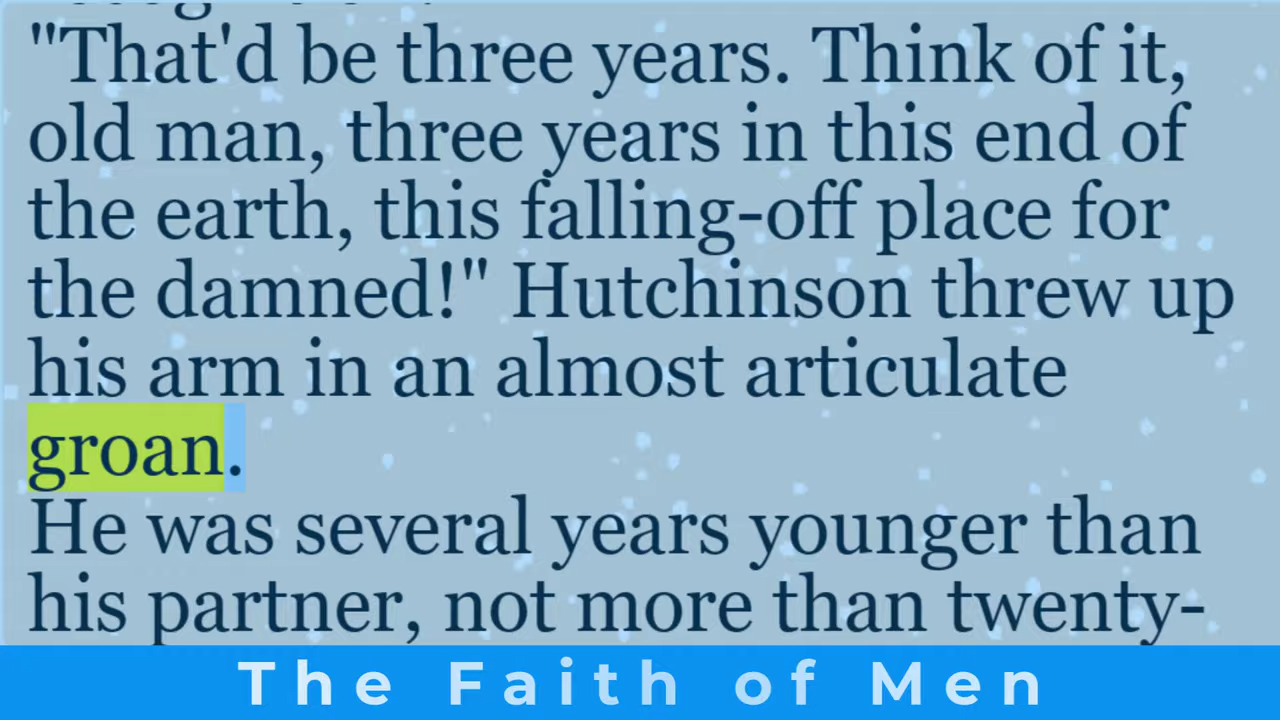 "That'd be three years. Think of it,
old man, three years in this end of
the earth, this falling-off place for
the damned!" Hutchinson threw up
his arm in an almost articulate
groan.
He was several years younger than
his partner, not more than twenty-
The Faith of Men